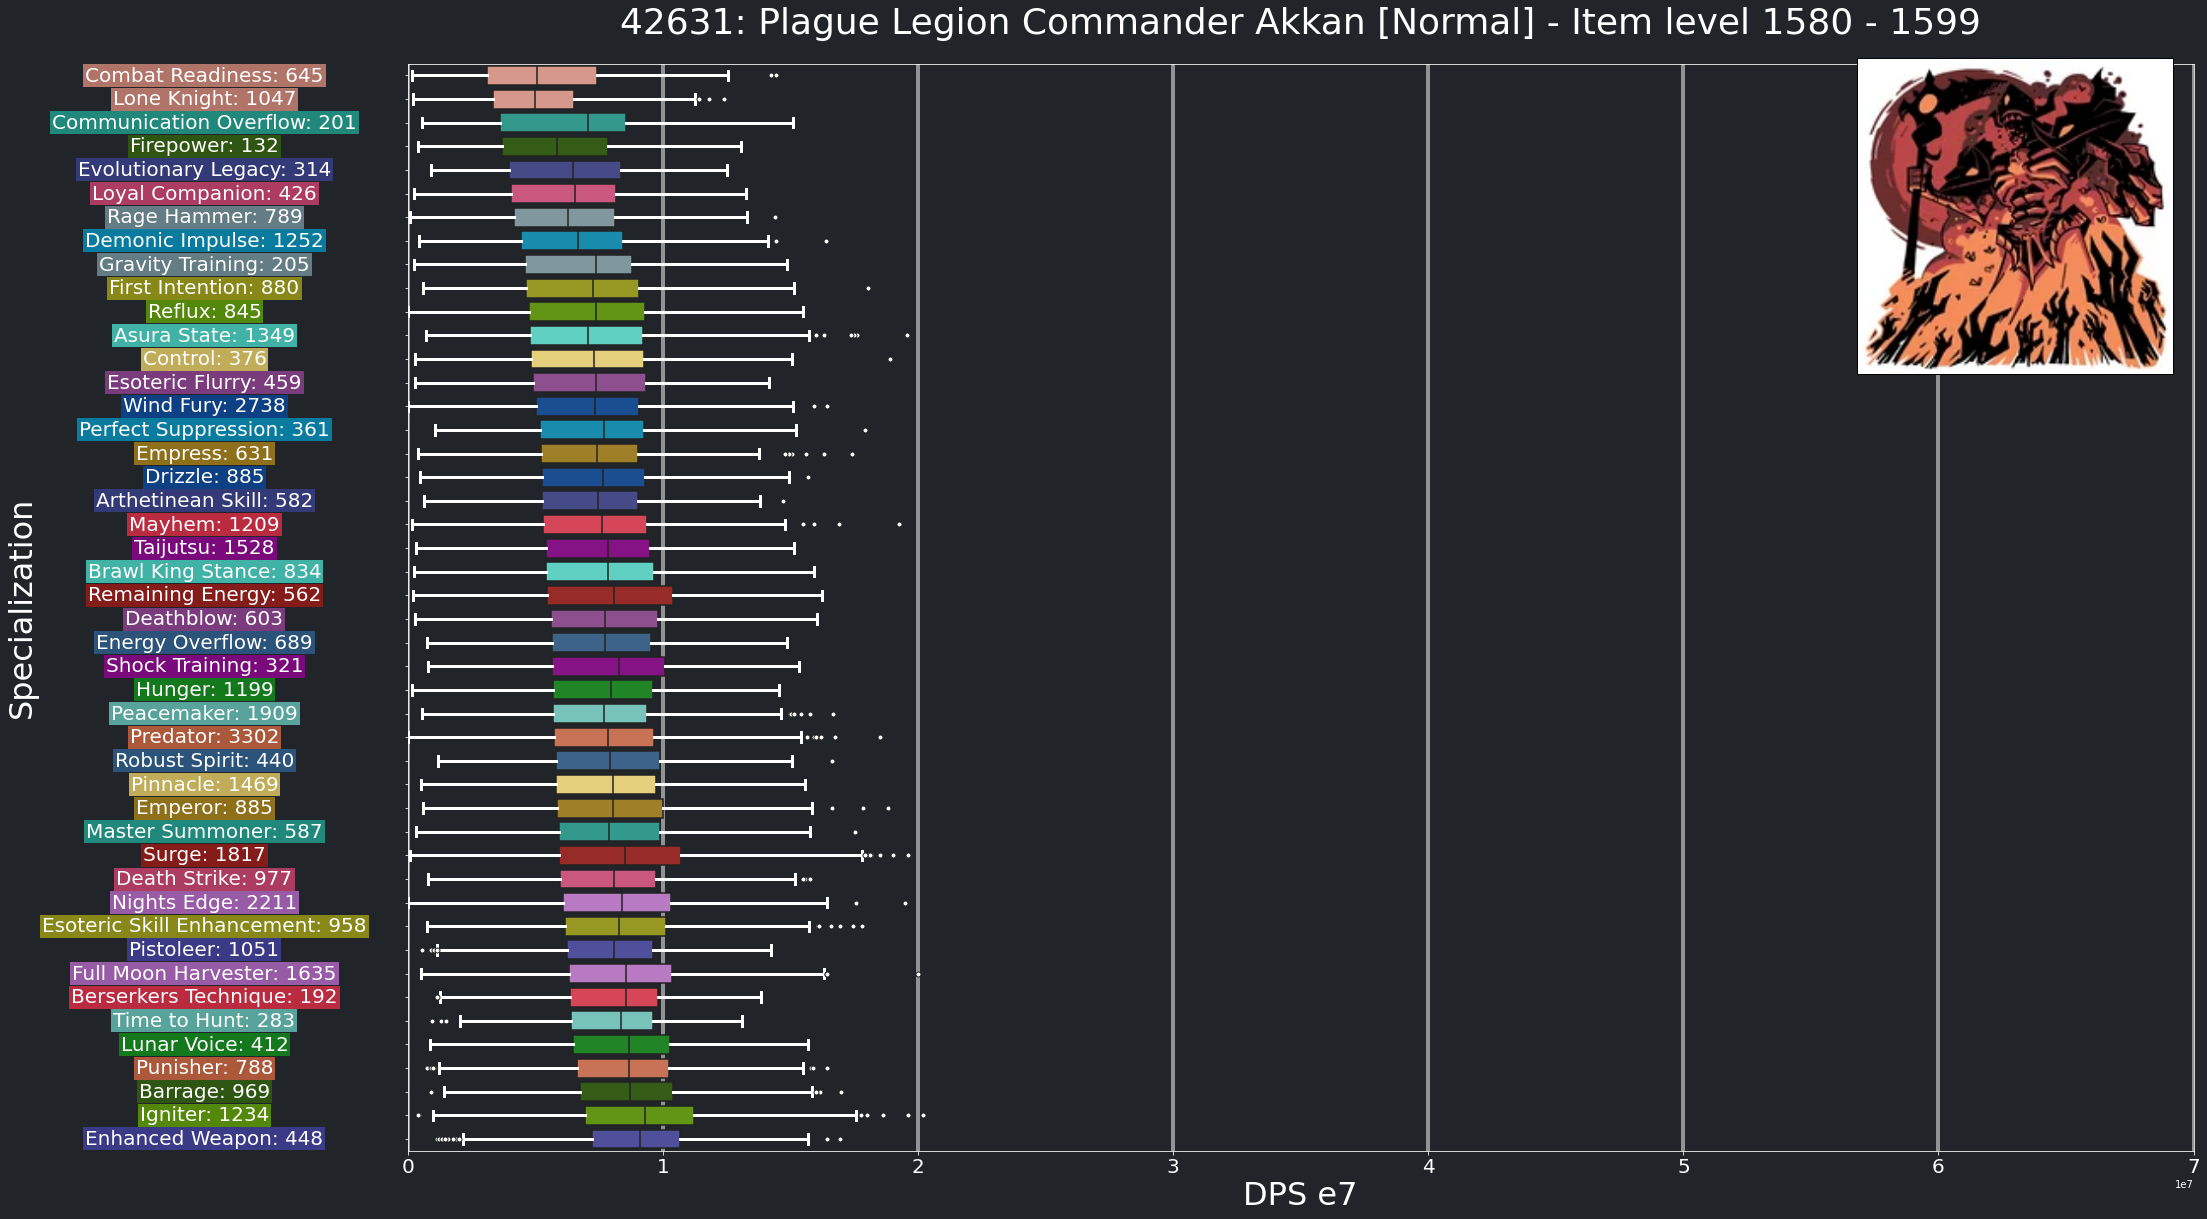 42631: Plague Legion Commander Akkan [Normal] - Item level 1580 - 1599
Combat Readiness: 645
Lone Knight: 1047
Communication Overflow: 201
Firepower: 132
Evolutionary Legacy: 314
Loyal Companion: 426
Rage Hammer: 789
Demonic Impulse: 1252
Gravity Training: 205
First Intention: 880
Reflux: 845
Asura State: 1349
Control: 376
Esoteric Flurry: 459
Wind Fury: 2738
Perfect Suppression: 361
Empress: 631
Drizzle: 885
Arthetinean Skill: 582
Mayhem: 1209
Taijutsu: 1528
Brawl King Stance: 834
Remaining Energy: 562
Deathblow: 603
Energy Overflow: 689
Shock Training: 321
Hunger: 1199
Peacemaker: 1909
Predator: 3302
Robust Spirit: 440
Pinnacle: 1469
Emperor: 885
Master Summoner: 587
Surge: 1817
Death Strike: 977
Nights Edge: 2211
Esoteric Skill Enhancement: 958
Pistoleer: 1051
Full Moon Harvester: 1635
Berserkers Technique: 192
Time to Hunt: 283
Lunar Voice: 412
Punisher: 788
Barrage: 969
Igniter: 1234
Enhanced Weapon: 448
Specialization
0 1 2 3 4 5 6 7
1e7
DPS e7